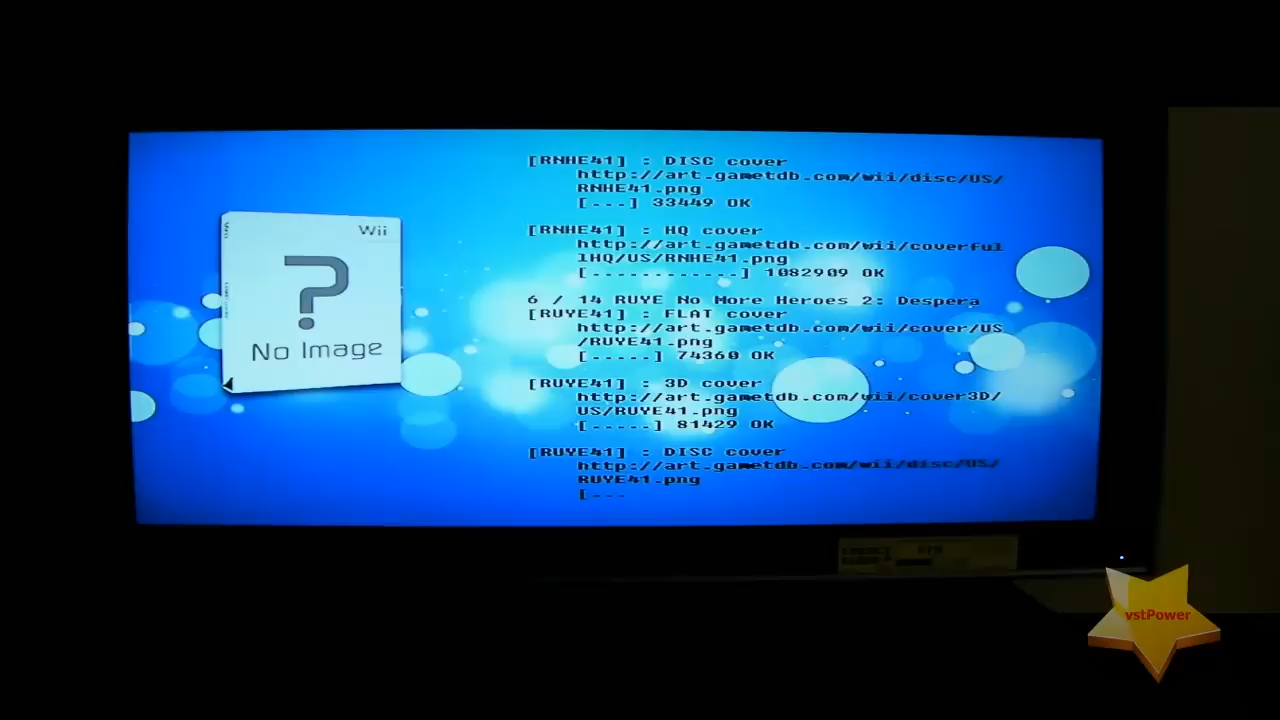 [RNHE41] : DISC cover
http://art.gametdb.com/wii/disc/US/
RNHE41.png
[...] 33449 OK
[RNHE41] : HQ cover
http://art.gametdb.com/wii/coverful
lHQ/US/RNHE41.png
[............] 1082909 OK
6 / 14 RUYE No More Heroes 2: Despera
[RUYE41] : FLAT cover
http://art.gametdb.com/wii/cover/US
/RUYE41.png
[.....] 74360 OK
[RUYE41] : 3D cover
http://art.gametdb.com/wii/cover3D/
US/RUYE41.png
[.....] 81429 OK
[RUYE41] : DISC cover
http://art.gametdb.com/wii/disc/US/
RUYE41.png
[...
Wii
?
No Image
vstPower